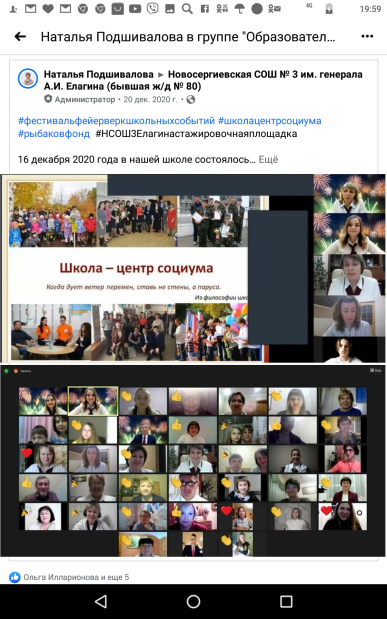 4G
19:59
Наталья Подшивалова в группе "Образовател...
Наталья Подшивалова ► Новосергиевская СОШ № 3 им. генерала
А.И. Елагина (бывшая ж/д № 80)
Администратор • 20 дек. 2020 г. •
#фестивальфейерверкшкольныхсобытий #школацентрсоциума
#рыбаковфонд #НСОШ3Елагинастажировочнаяплощадка
16 декабря 2020 года в нашей школе состоялось... Ещё
Школа – центр социума
Когда дует ветер перемен, ставь не стены, а паруса.
Из философии шко
Ольга Илларионова и еще 5